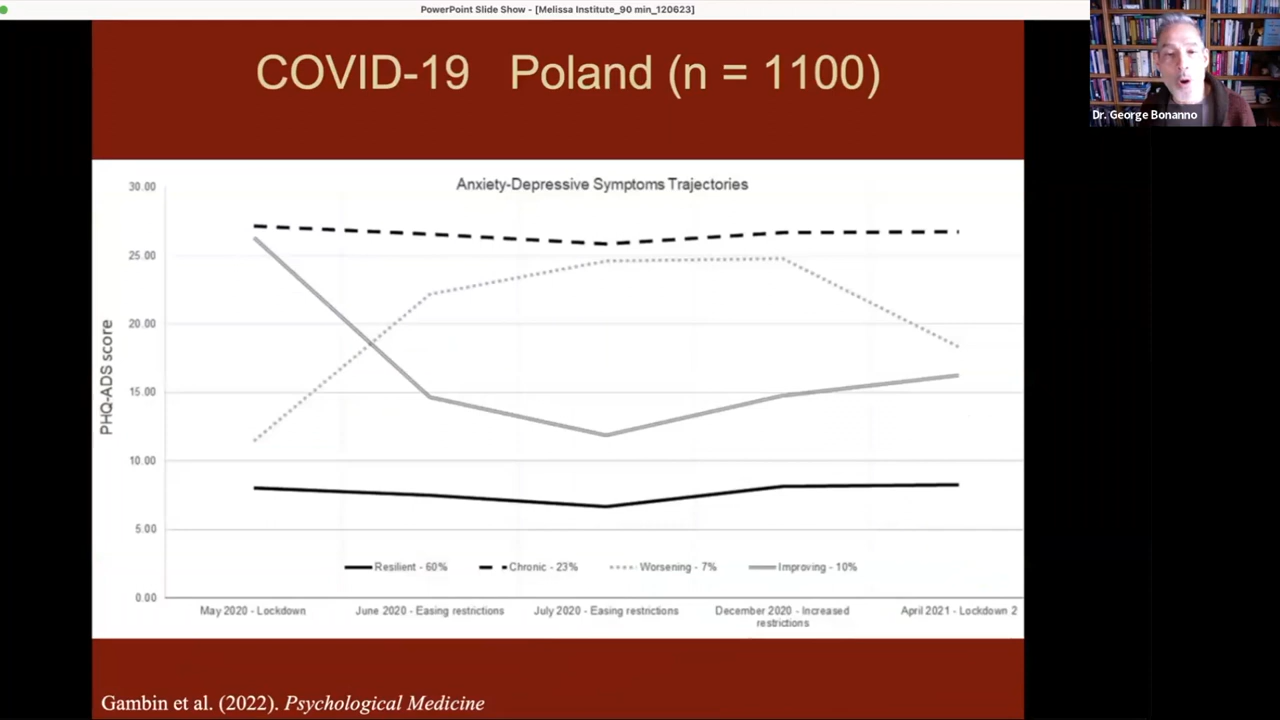 PowerPoint Slide Show - [Melissa Institute_90 min_120623]
Dr. George Bonanno
COVID-19 Poland (n = 1100)
Anxiety-Depressive Symptoms Trajectories
PHQ-ADS score
30.00
25.00
20.00
15.00
10.00
5.00
0.00
Resilient - 60%
Chronic - 23%
Worsening - 7%
Improving - 10%
May 2020 - Lockdown
June 2020 - Easing restrictions
July 2020 - Easing restrictions
December 2020 - Increased
restrictions
April 2021 - Lockdown 2
Gambin et al. (2022). Psychological Medicine